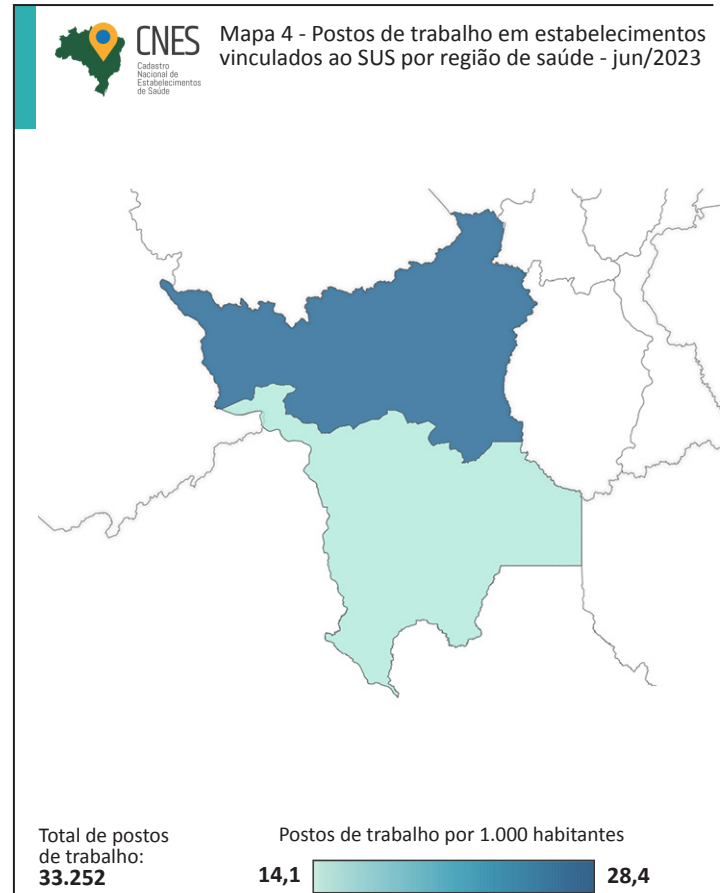 CNES
Cadastro
Nacional de
Estabelecimentos
de Saúde
Mapa 4 - Postos de trabalho em estabelecimentos
vinculados ao SUS por região de saúde - jun/2023
Total de postos
de trabalho:
33.252
Postos de trabalho por 1.000 habitantes
14,1
28,4